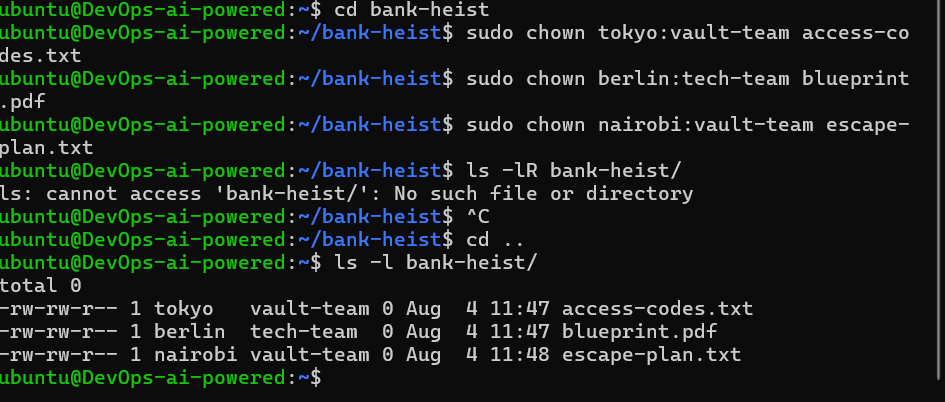 ubuntu@DevOps-ai-powered:~$ cd bank-heist
ubuntu@DevOps-ai-powered:~/bank-heist$ sudo chown tokyo:vault-team access-co
des.txt
ubuntu@DevOps-ai-powered:~/bank-heist$ sudo chown berlin:tech-team blueprint
.pdf
ubuntu@DevOps-ai-powered:~/bank-heist$ sudo chown nairobi:vault-team escape-
plan.txt
ubuntu@DevOps-ai-powered:~/bank-heist$ ls -lR bank-heist/
ls: cannot access 'bank-heist/': No such file or directory
ubuntu@DevOps-ai-powered:~/bank-heist$ ^C
ubuntu@DevOps-ai-powered:~/bank-heist$ cd ..
ubuntu@DevOps-ai-powered:~$ ls -l bank-heist/
total 0
-rw-rw-r-- 1 tokyo   vault-team 0 Aug  4 11:47 access-codes.txt
-rw-rw-r-- 1 berlin  tech-team  0 Aug  4 11:47 blueprint.pdf
-rw-rw-r-- 1 nairobi vault-team 0 Aug  4 11:48 escape-plan.txt
ubuntu@DevOps-ai-powered:~$